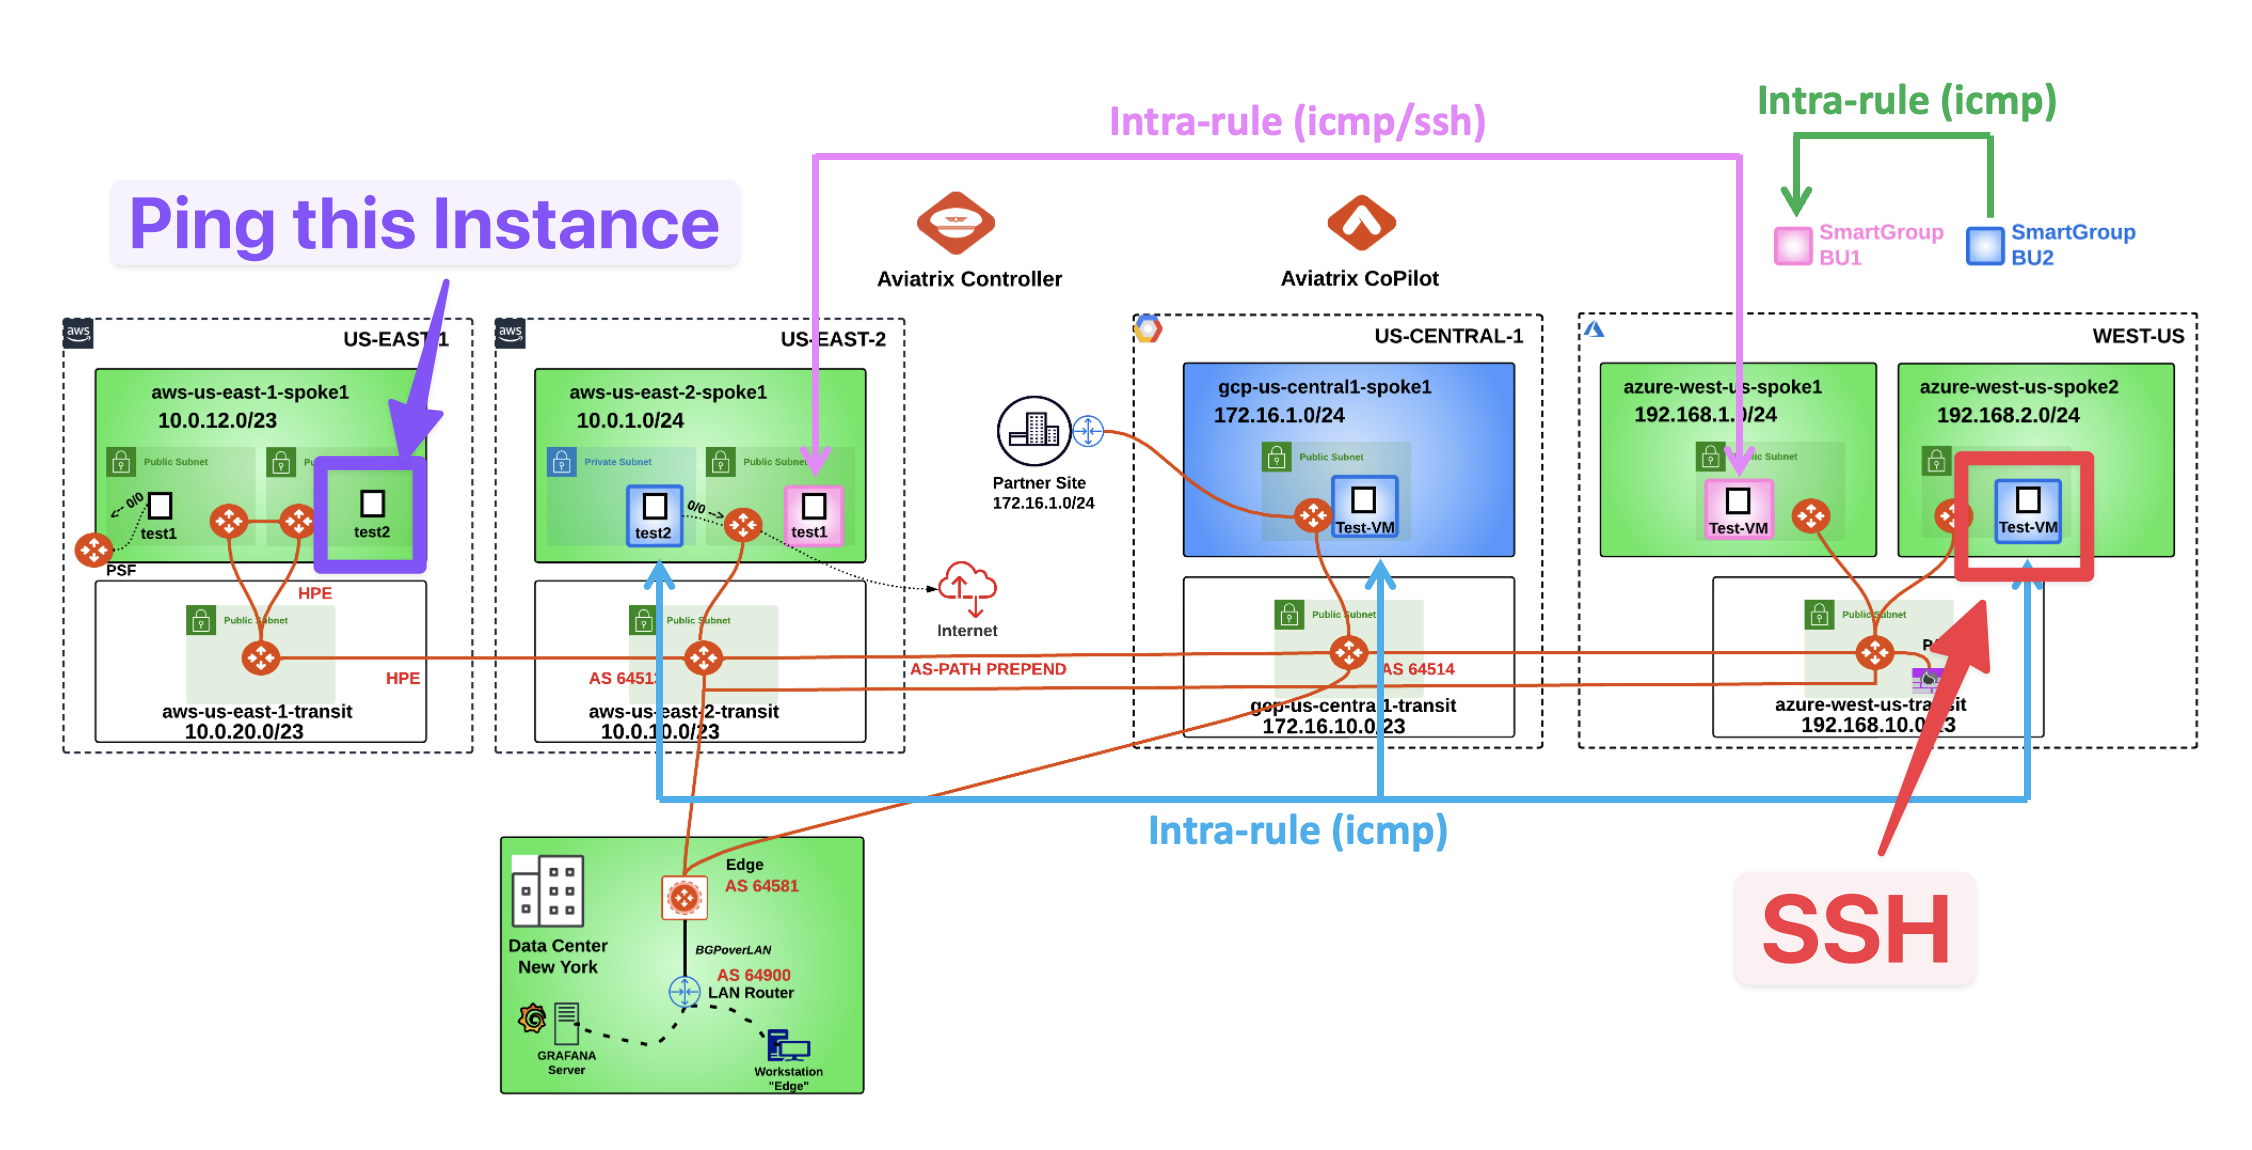 Intra-rule (icmp)
Intra-rule (icmp/ssh)
Ping this Instance
SmartGroup
BU1
SmartGroup
BU2
Aviatrix Controller
Aviatrix CoPilot
aws
US-EAST-1
aws
US-EAST-2
US-CENTRAL-1
WEST-US
aws-us-east-1-spoke1
10.0.12.0/23
Public Subnet
<-- 0/0
test1
test2
PSF
HPE
Public Subnet
HPE
aws-us-east-1-transit
10.0.20.0/23
aws-us-east-2-spoke1
10.0.1.0/24
Private Subnet
Public Subnet
test2
0/0 -->
test1
Internet
Public Subnet
AS 64513
AS-PATH PREPEND
aws-us-east-2-transit
10.0.10.0/23
Partner Site
172.16.1.0/24
gcp-us-central1-spoke1
172.16.1.0/24
Public Subnet
Test-VM
Public Subnet
AS 64514
gcp-us-central1-transit
172.16.10.0/23
azure-west-us-spoke1
192.168.1.0/24
Public Subnet
Test-VM
azure-west-us-spoke2
192.168.2.0/24
Test-VM
Public Subnet
azure-west-us-transit
192.168.10.0/23
Intra-rule (icmp)
SSH
Edge
AS 64581
Data Center
New York
BGPoverLAN
AS 64900
LAN Router
GRAFANA
Server
Workstation
"Edge"